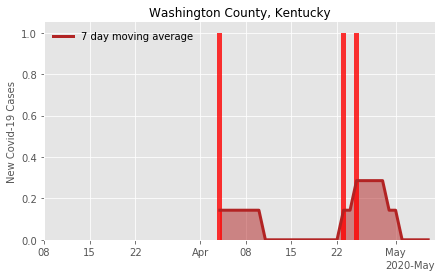 Washington County, Kentucky
7 day moving average
New Covid-19 Cases
1.0
0.8
0.6
0.4
0.2
0.0
08 15 22 Apr 08 15 22 May
2020-May